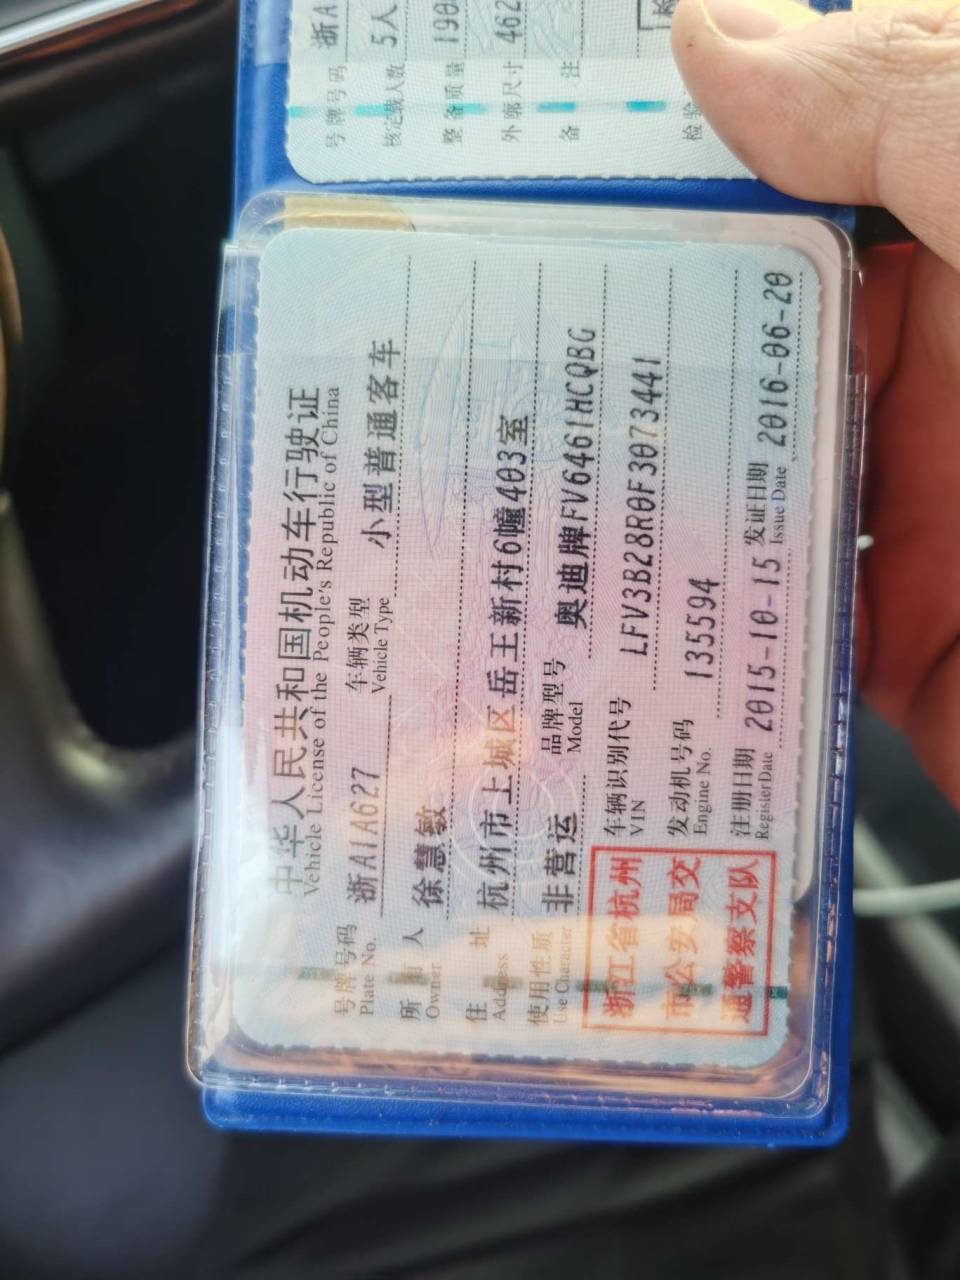 中华人民共和国机动车行驶证
Vehicle License of the People's Republic of China
号牌号码 浙A1A627 车辆类型 小型普通客车
Plate No. Vehicle Type
所有人 徐慧敏
Owner
住址 杭州市上城区岳王新村6幢403室
Address
使用性质 非营运 品牌型号 奥迪牌FV6461HCQBG
Use Character Model
浙江省杭州
市公安局交
通警察支队
车辆识别代号 LFV3B28R0F3073441
VIN
发动机号码 135594
Engine No.
注册日期 2015-10-15 发证日期 2016-06-20
Register Date Issue Date
号牌号码 浙A
核定载人数 5人
整备质量 198
外廓尺寸 462
备注
检验